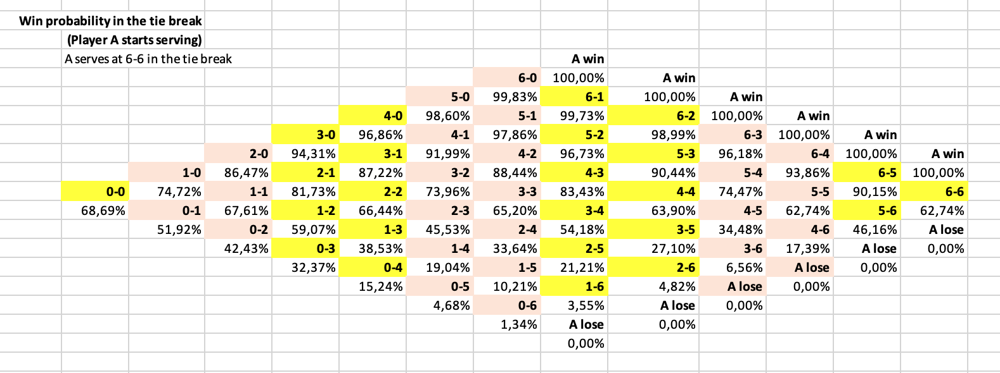 Win probability in the tie break
(Player A starts serving)
A serves at 6-6 in the tie break A win
6-0 100,00% A win
5-0 99,83% 6-1 100,00% A win
4-0 98,60% 5-1 99,73% 6-2 100,00% A win
3-0 96,86% 4-1 97,86% 5-2 98,99% 6-3 100,00% A win
2-0 94,31% 3-1 91,99% 4-2 96,73% 5-3 96,18% 6-4 100,00% A win
1-0 86,47% 2-1 87,22% 3-2 88,44% 4-3 90,44% 5-4 93,86% 6-5 100,00%
0-0 74,72% 1-1 81,73% 2-2 73,96% 3-3 83,43% 4-4 74,47% 5-5 90,15% 6-6
68,69% 0-1 67,61% 1-2 66,44% 2-3 65,20% 3-4 63,90% 4-5 62,74% 5-6 62,74%
51,92% 0-2 59,07% 1-3 45,53% 2-4 54,18% 3-5 34,48% 4-6 46,16% A lose
42,43% 0-3 38,53% 1-4 33,64% 2-5 27,10% 3-6 17,39% A lose 0,00%
32,37% 0-4 19,04% 1-5 21,21% 2-6 6,56% A lose 0,00%
15,24% 0-5 10,21% 1-6 4,82% A lose 0,00%
4,68% 0-6 3,55% A lose 0,00%
1,34% A lose 0,00%
0,00%